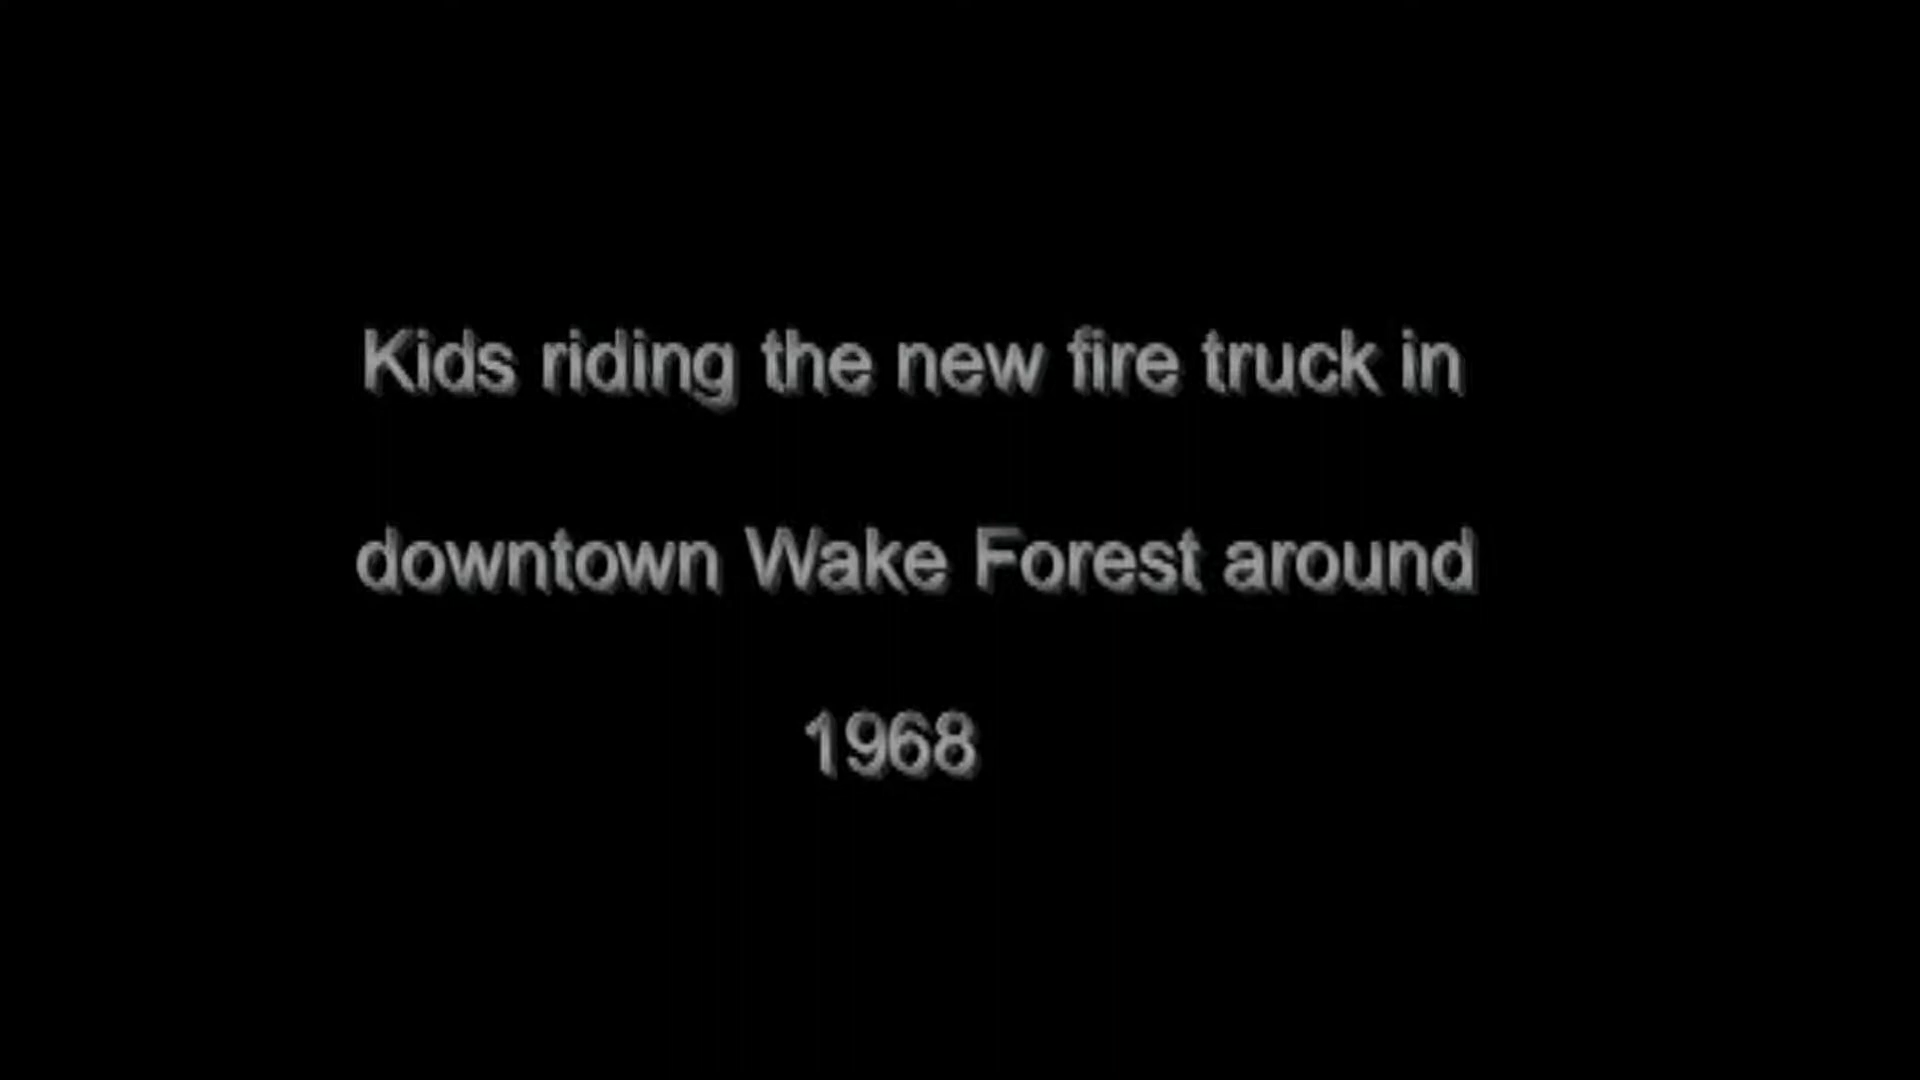 Kids riding the new fire truck in
downtown Wake Forest around
1968